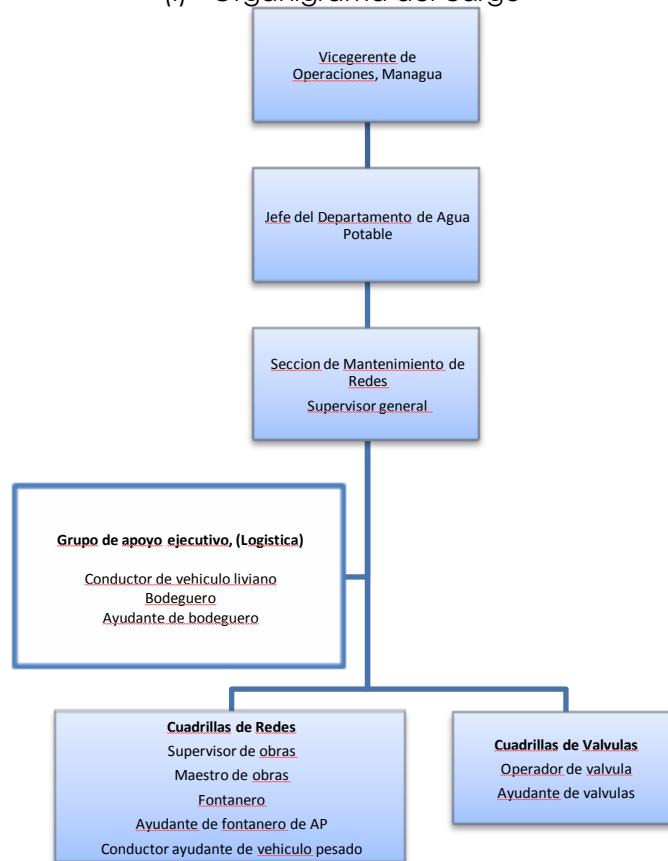 (i) Organigrama del Cargo
Vicegerente de
Operaciones, Managua
Jefe del Departamento de Agua
Potable
Seccion de Mantenimiento de
Redes
Supervisor general
Grupo de apoyo ejecutivo, (Logistica)
Conductor de vehiculo liviano
Bodeguero
Ayudante de bodeguero
Cuadrillas de Redes
Supervisor de obras
Maestro de obras
Fontanero
Ayudante de fontanero de AP
Conductor ayudante de vehiculo pesado
Cuadrillas de Valvulas
Operador de valvula
Ayudante de valvulas